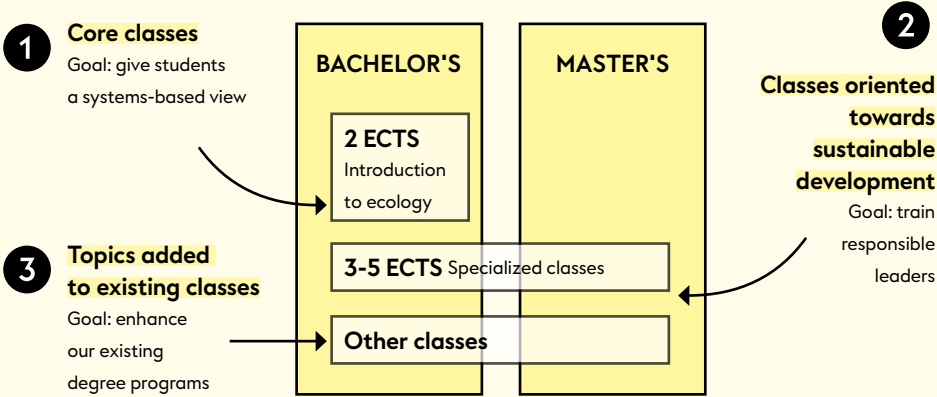 1
Core classes
Goal: give students
a systems-based view
3
Topics added
to existing classes
Goal: enhance
our existing
degree programs
BACHELOR'S
2 ECTS
Introduction
to ecology
MASTER'S
3-5 ECTS Specialized classes
Other classes
2
Classes oriented
towards
sustainable
development
Goal: train
responsible
leaders